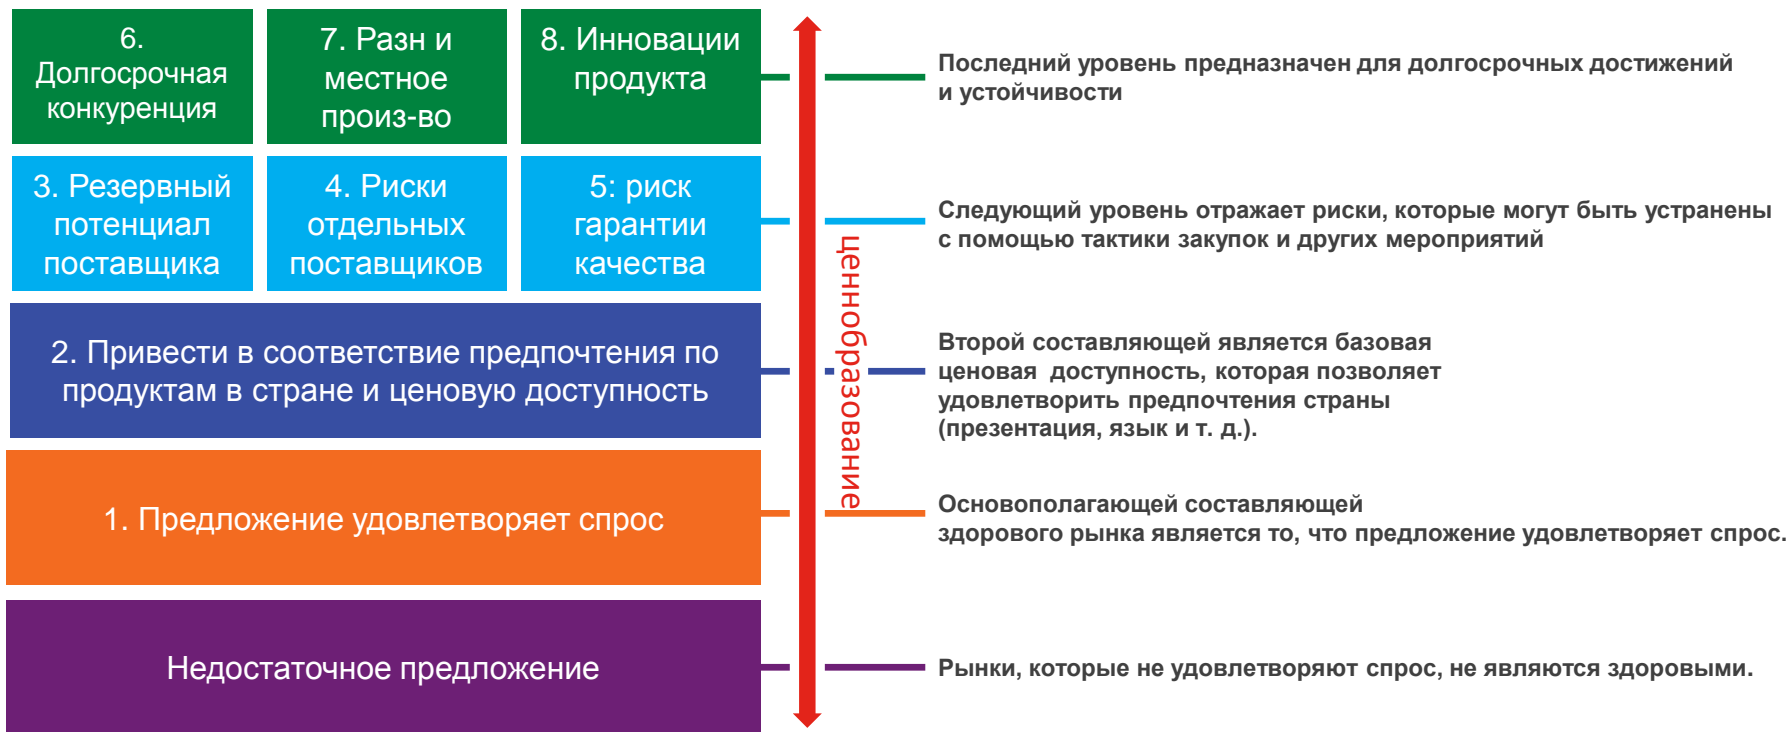 6.
Долгосрочная
конкуренция
7. Разн и
местное
произ-во
8. Инновации
продукта
Последний уровень предназначен для долгосрочных достижений
и устойчивости
3. Резервный
потенциал
поставщика
4. Риски
отдельных
поставщиков
5: риск
гарантии
качества
Следующий уровень отражает риски, которые могут быть устранены
с помощью тактики закупок и других мероприятий
ценнобразование
2. Привести в соответствие предпочтения по
продуктам в стране и ценовую доступность
Второй составляющей является базовая
ценовая  доступность, которая позволяет
удовлетворить предпочтения страны
(презентация, язык и т. д.).
1. Предложение удовлетворяет спрос
Основополагающей составляющей
здорового рынка является то, что предложение удовлетворяет спрос.
Недостаточное предложение
Рынки, которые не удовлетворяют спрос, не являются здоровыми.